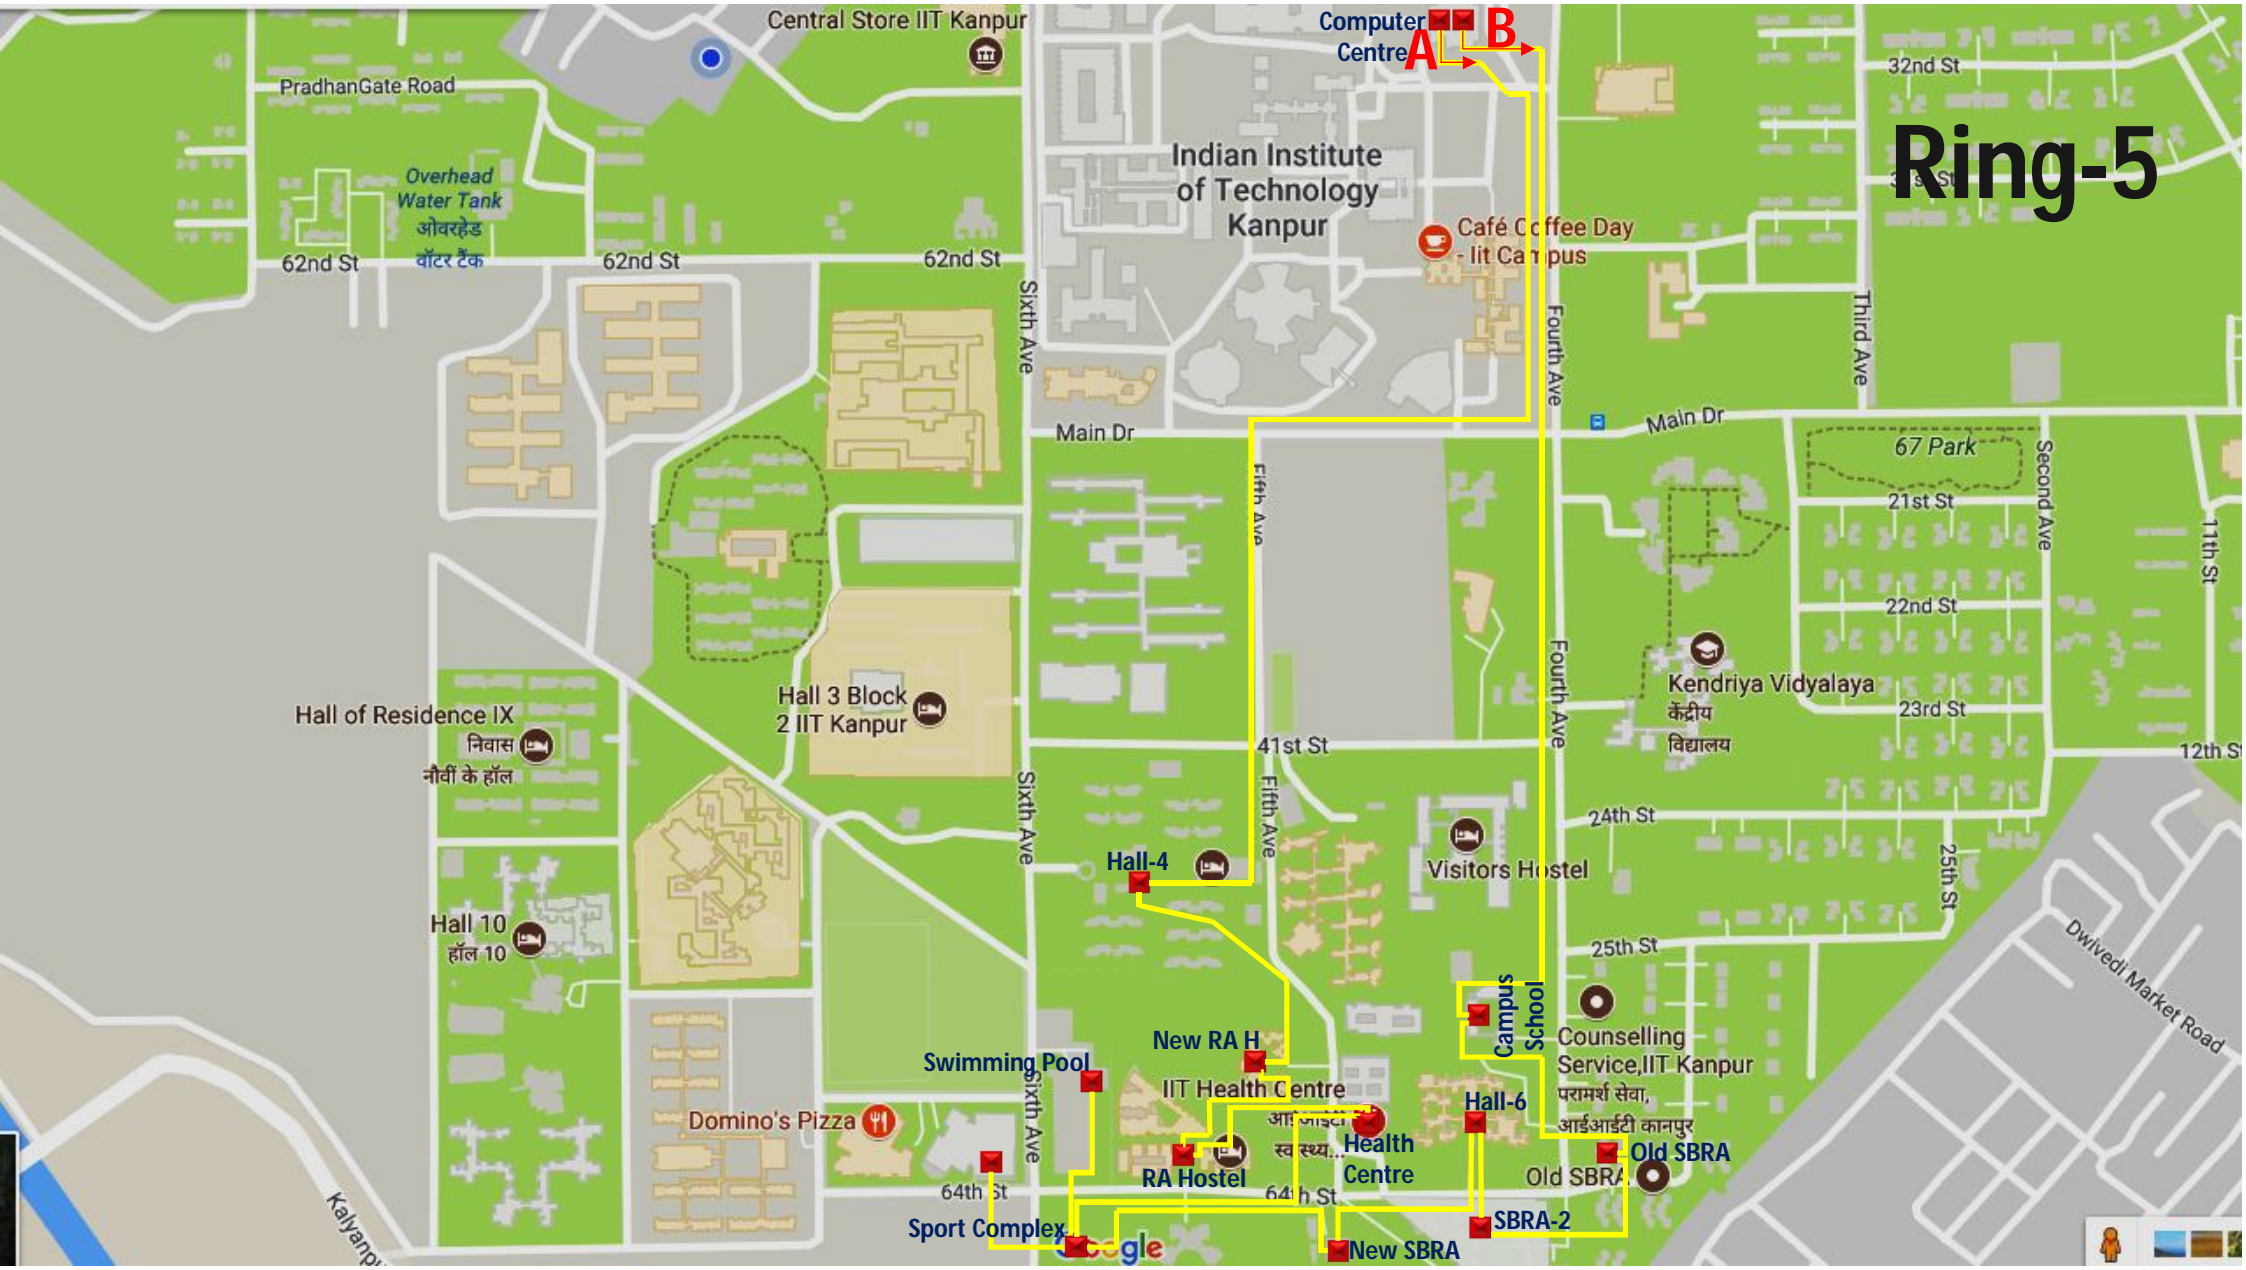 Central Store IIT Kanpur
Computer
Centre
A
B
32nd St
PradhanGate Road
Ring-5
31st St
Indian Institute
of Technology
Kanpur
Overhead
Water Tank
ओवरहेड
वॉटर टैंक
Café Coffee Day
- Iit Campus
62nd St
62nd St
62nd St
Sixth Ave
Fourth Ave
Third Ave
Main Dr
Main Dr
67 Park
Second Ave
Fifth Ave
21st St
11th St
22nd St
Fourth Ave
Kendriya Vidyalaya
केंद्रीय
विद्यालय
23rd St
Hall 3 Block
2 IIT Kanpur
Hall of Residence IX
निवास
नौवीं के हॉल
41st St
12th St
Sixth Ave
Fifth Ave
24th St
Hall-4
Visitors Hostel
25th St
Hall 10
हॉल 10
25th St
Dwivedi Market Road
Campus
School
Counselling
Service,IIT Kanpur
परामर्श सेवा,
आईआईटी कानपुर
New RA H
Swimming Pool
IIT Health Centre
आईआईटी
स्वास्थ्य...
Sixth Ave
Hall-6
Domino's Pizza
Health
Centre
Old SBRA
Old SBRA
RA Hostel
64th St
64th St
Kalyanpu
Sport Complex
SBRA-2
Google
New SBRA